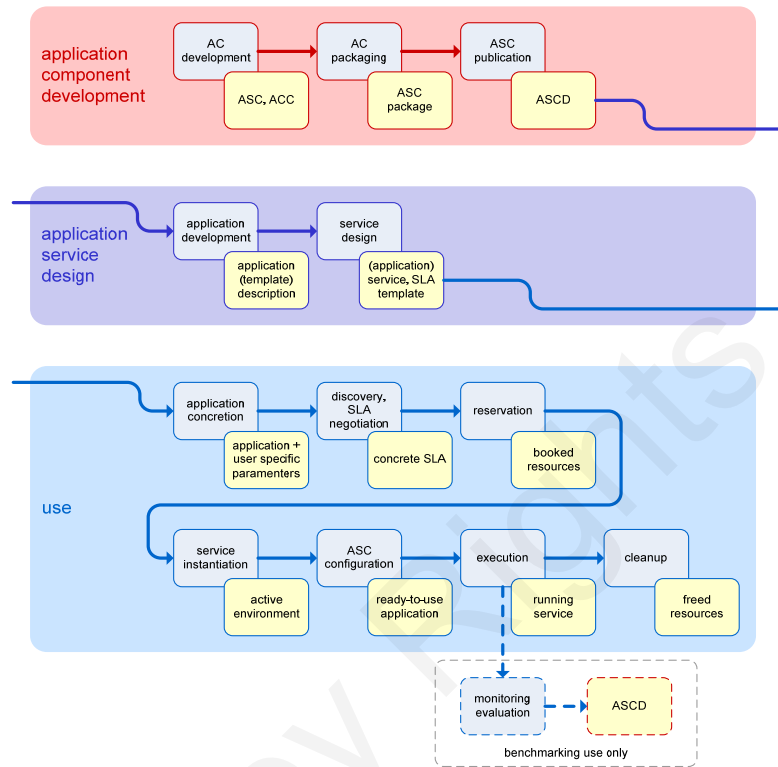 application
component
development
AC
development
AC
packaging
ASC
publication
ASC, ACC
ASC
package
ASCD
application
service
design
application
development
service
design
application
(template)
description
(application)
service, SLA
template
use
application
concretion
discovery,
SLA
negotiation
reservation
application +
user specific
paramenters
concrete SLA
booked
resources
service
instantiation
ASC
configuration
execution
cleanup
active
environment
ready-to-use
application
running
service
freed
resources
monitoring
evaluation
ASCD
benchmarking use only
ey Rights